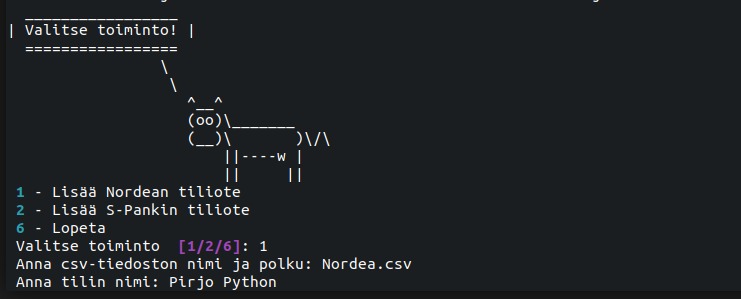 _________________
| Valitse toiminto! |
  =================
                 \
                  \
                    ^__^
                    (oo)\_______
                    (__)\       )\/\
                        ||----w |
                        ||     ||
1 - Lisää Nordean tiliote
2 - Lisää S-Pankin tiliote
6 - Lopeta
Valitse toiminto  [1/2/6]: 1
Anna csv-tiedoston nimi ja polku: Nordea.csv
Anna tilin nimi: Pirjo Python